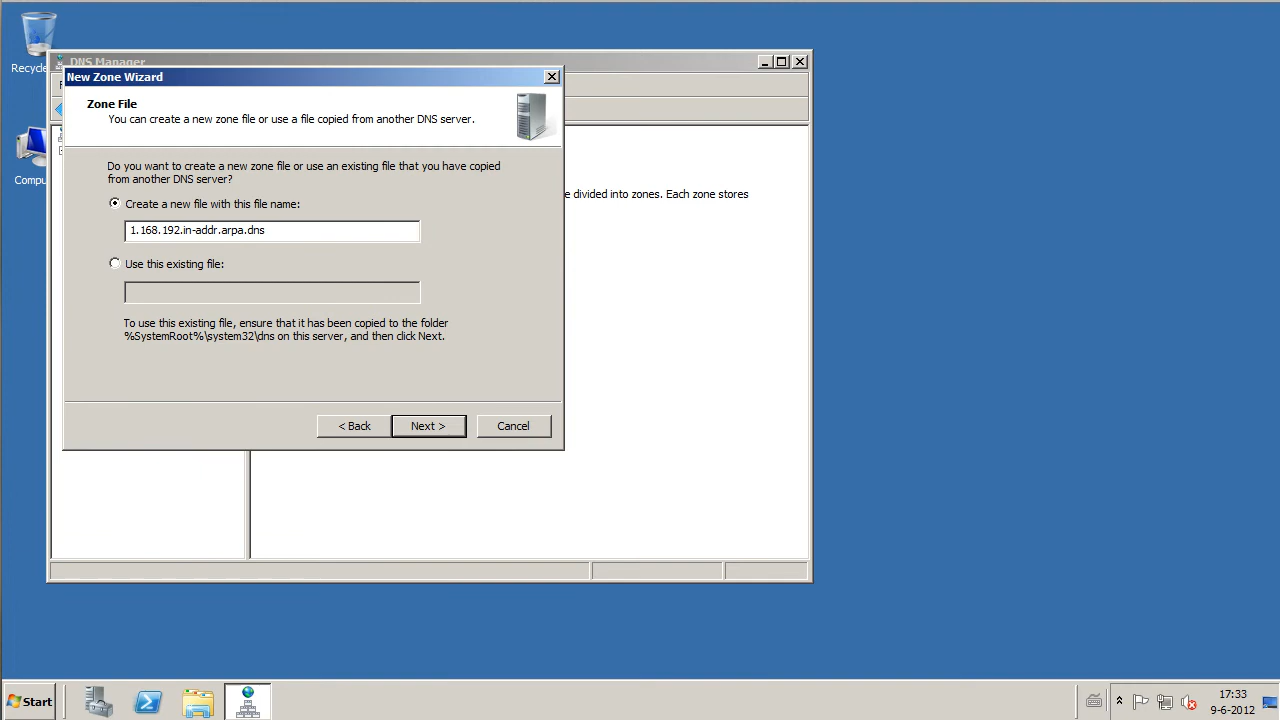 Recycle
DNS Manager
New Zone Wizard
Zone File
You can create a new zone file or use a file copied from another DNS server.
Do you want to create a new zone file or use an existing file that you have copied
from another DNS server?
e divided into zones. Each zone stores
Create a new file with this file name:
1.168.192.in-addr.arpa.dns
Use this existing file:
To use this existing file, ensure that it has been copied to the folder
%SystemRoot%\system32\dns on this server, and then click Next.
< Back
Next >
Cancel
Compu
Start
17:33
9-6-2012